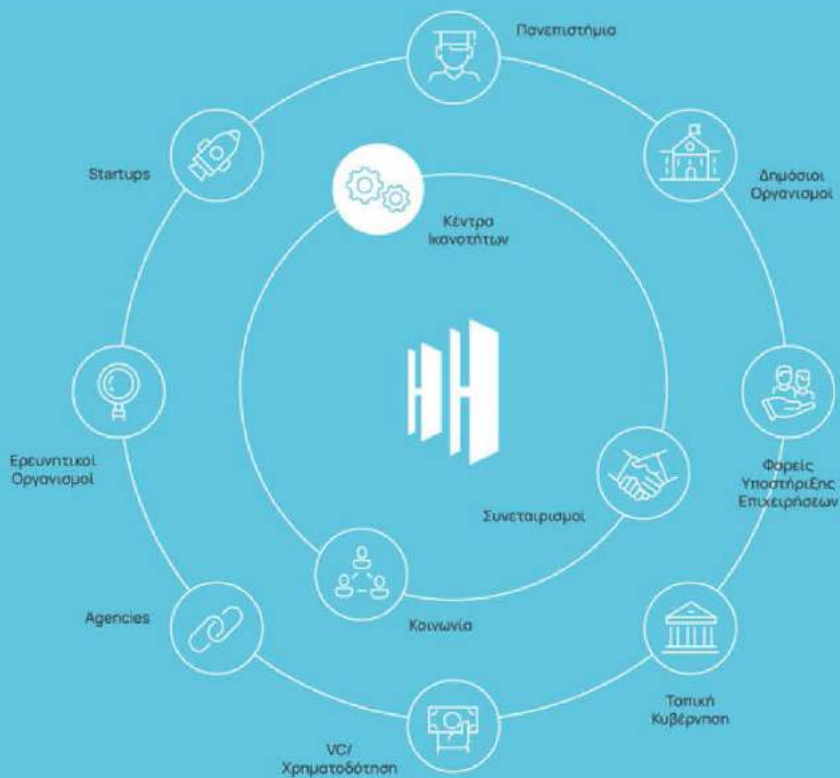 Πανεπιστήμια
Startups
Δημόσιοι
Οργανισμοί
Κέντρα
Ικανοτήτων
Ερευνητικοί
Οργανισμοί
Φορείς
Υποστήριξης
Επιχειρήσεων
Συνεταιρισμοί
Agencies
Κοινωνία
Τοπική
Κυβέρνηση
VC/
Χρηματοδότηση